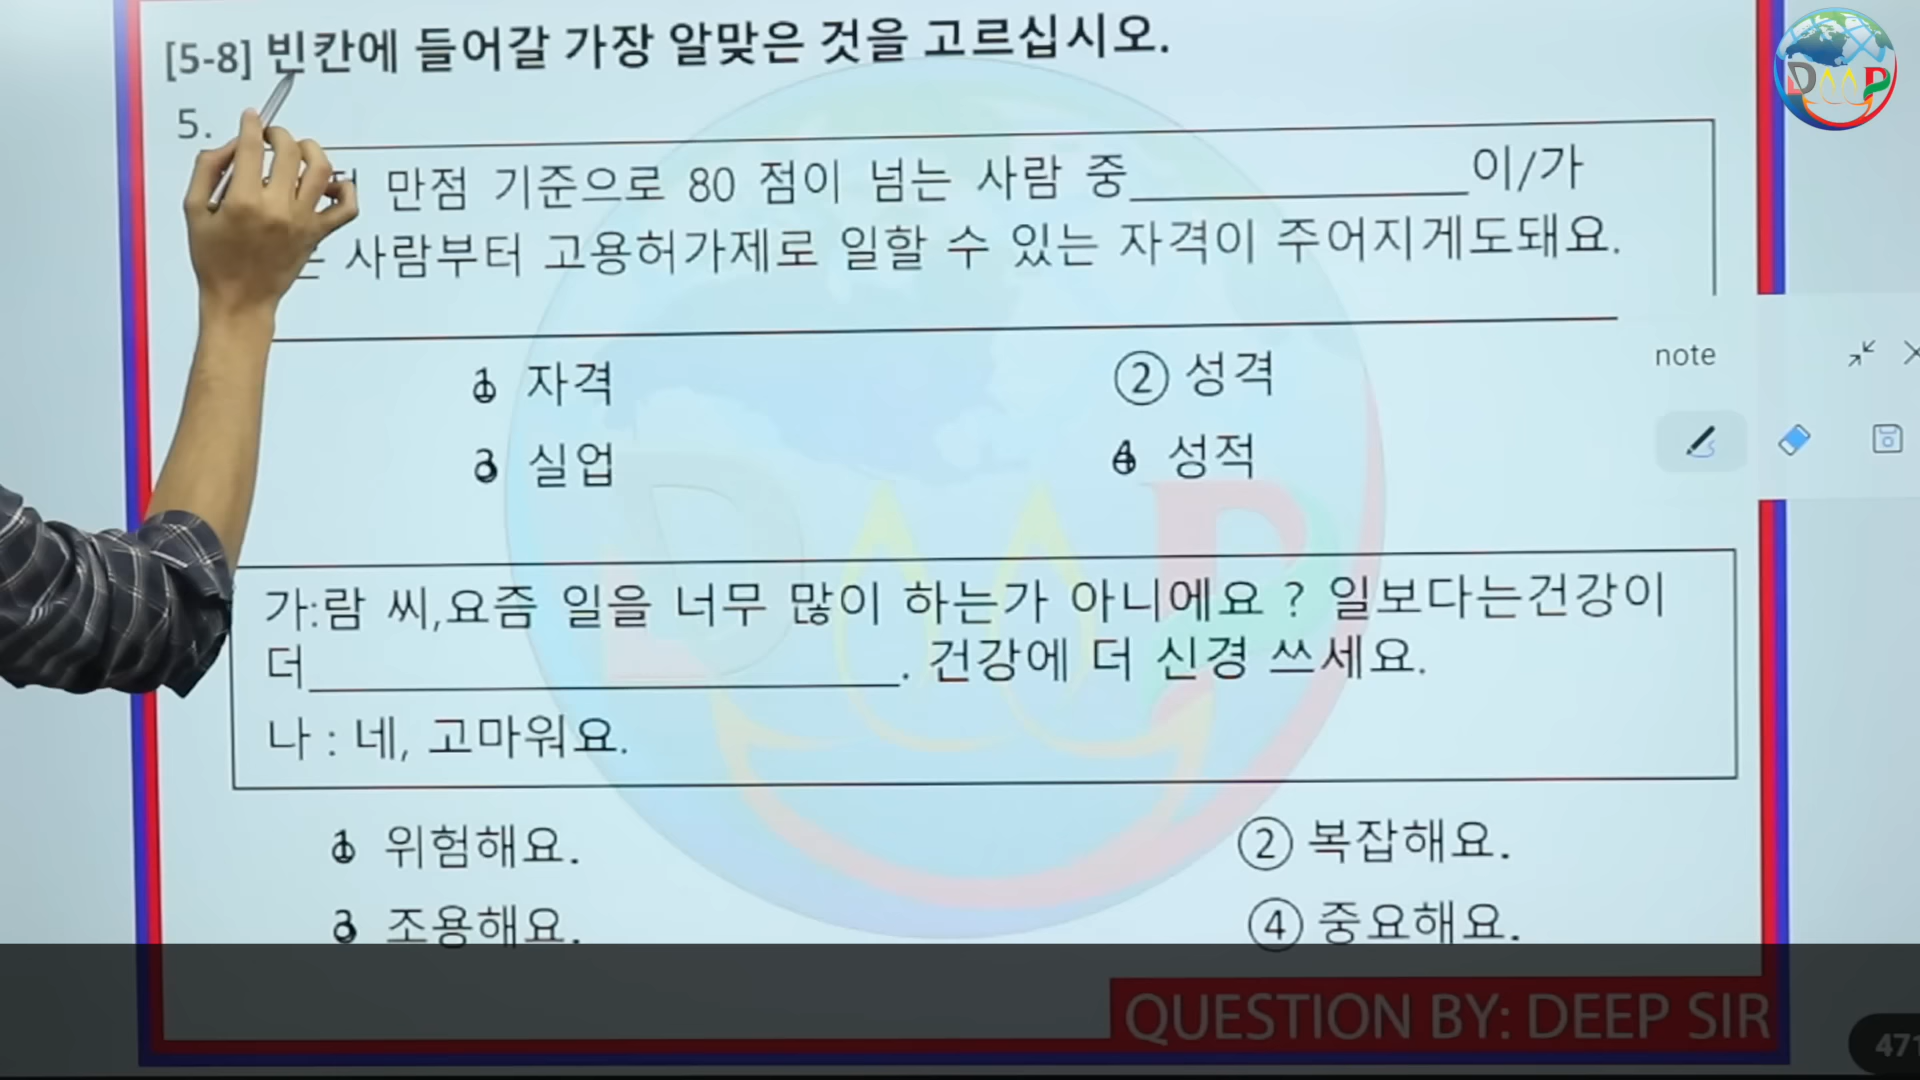 [5-8] 빈칸에 들어갈 가장 알맞은 것을 고르십시오.
5.
만점 기준으로 80 점이 넘는 사람 중 이/가
사람부터 고용허가제로 일할 수 있는 자격이 주어지게도돼요.
1 자격
② 성격
3 실업
4 성적
가:람 씨,요즘 일을 너무 많이 하는가 아니에요 ? 일보다는건강이
더 . 건강에 더 신경 쓰세요.
나 : 네, 고마워요.
1 위험해요.
② 복잡해요.
3 조용해요.
④ 중요해요.
note
DEEP
QUESTION BY: DEEP SIR